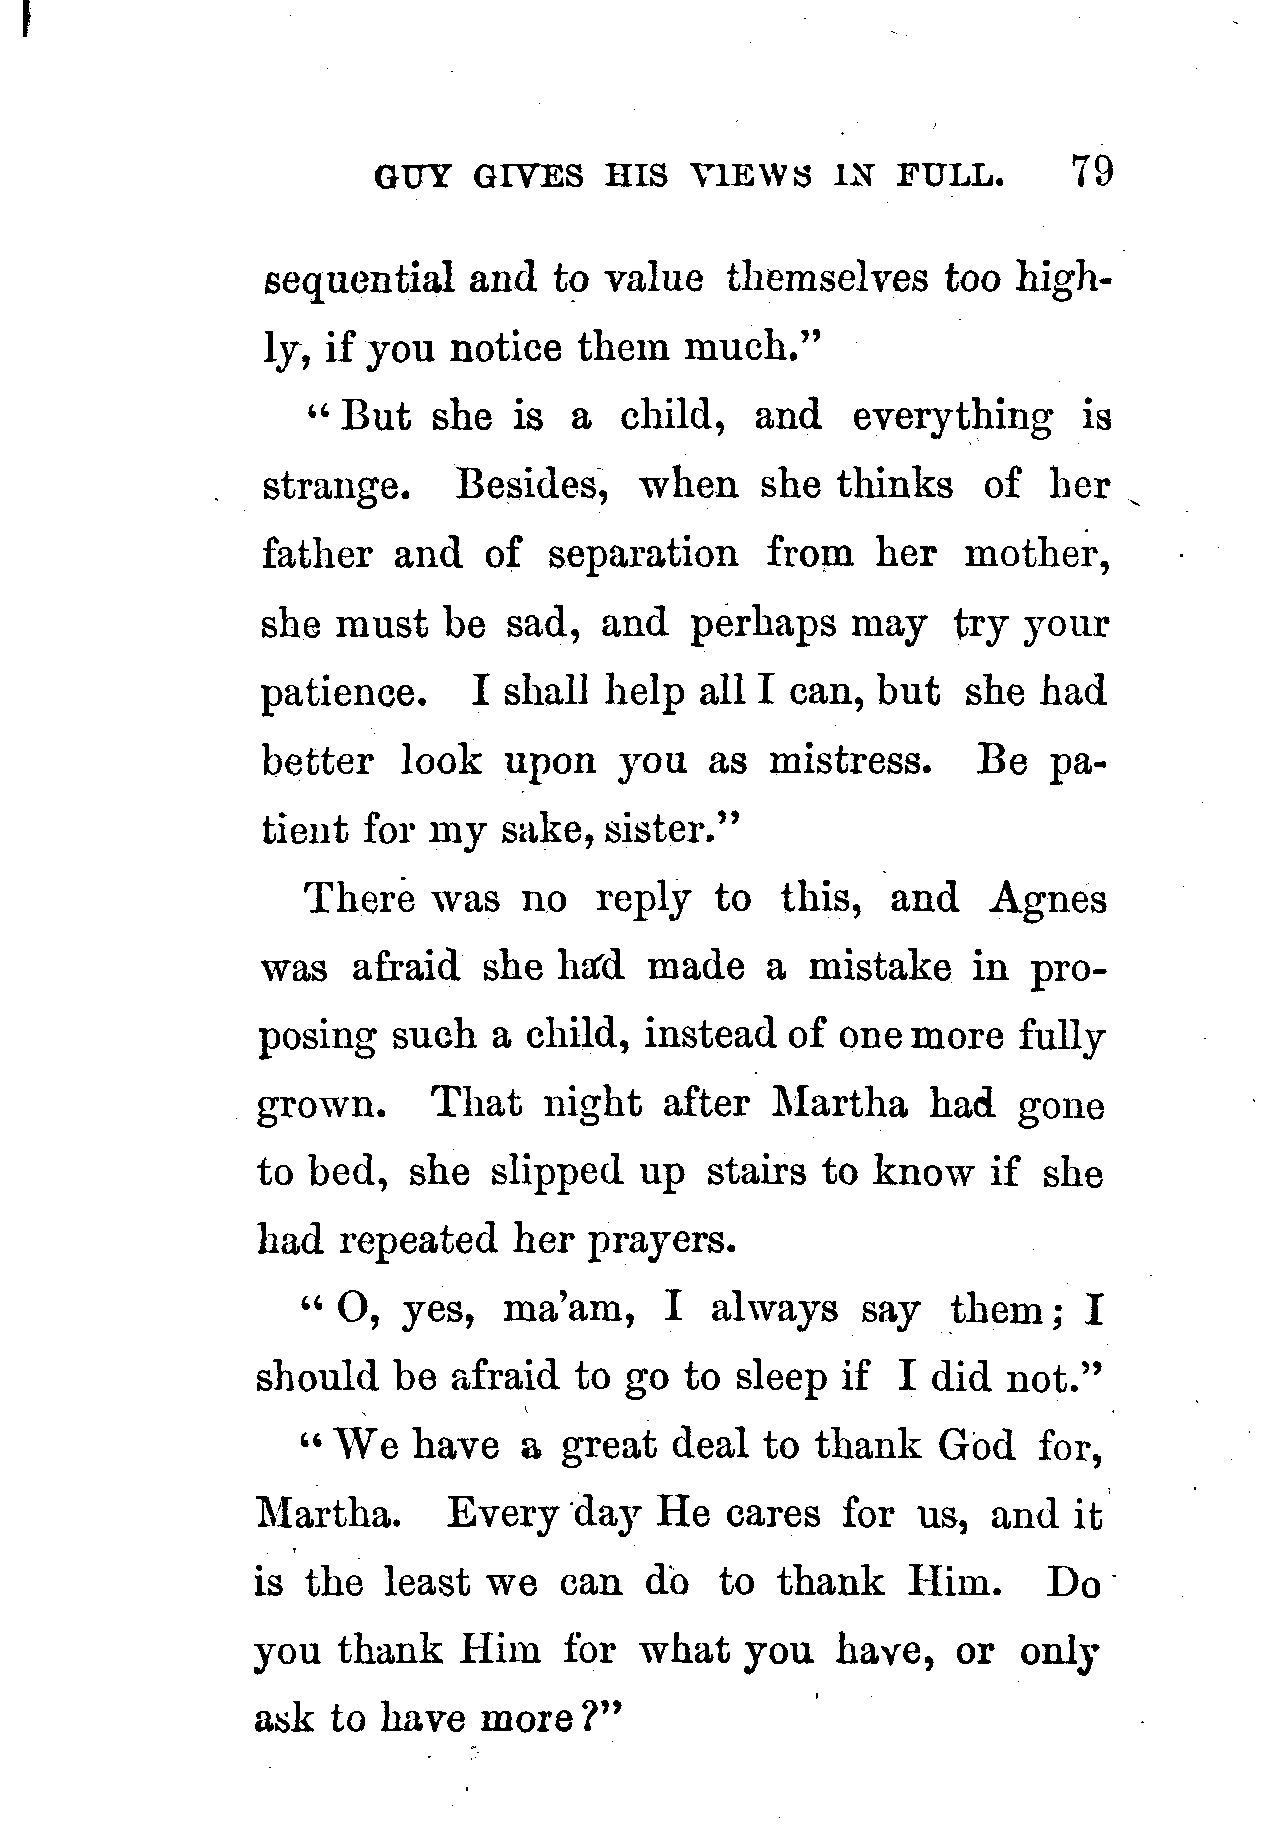 GUY GIVES HIS VIEWS IN FULL. 79
sequential and to value themselves too high-
ly, if you notice them much."
"But she is a child, and everything is
strange. Besides, when she thinks of her
father and of separation from her mother,
she must be sad, and perhaps may try your
patience. I shall help all I can, but she had
better look upon you as mistress. Be pa-
tient for my sake, sister."
There was no reply to this, and Agnes
was afraid she had made a mistake in pro-
posing such a child, instead of one more fully
grown. That night after Martha had gone
to bed, she slipped up stairs to know if she
had repeated her prayers.
"O, yes, ma'am, I always say them; I
should be afraid to go to sleep if I did not."
"We have a great deal to thank God for,
Martha. Every day He cares for us, and it
is the least we can do to thank Him. Do
you thank Him for what you have, or only
ask to have more?"